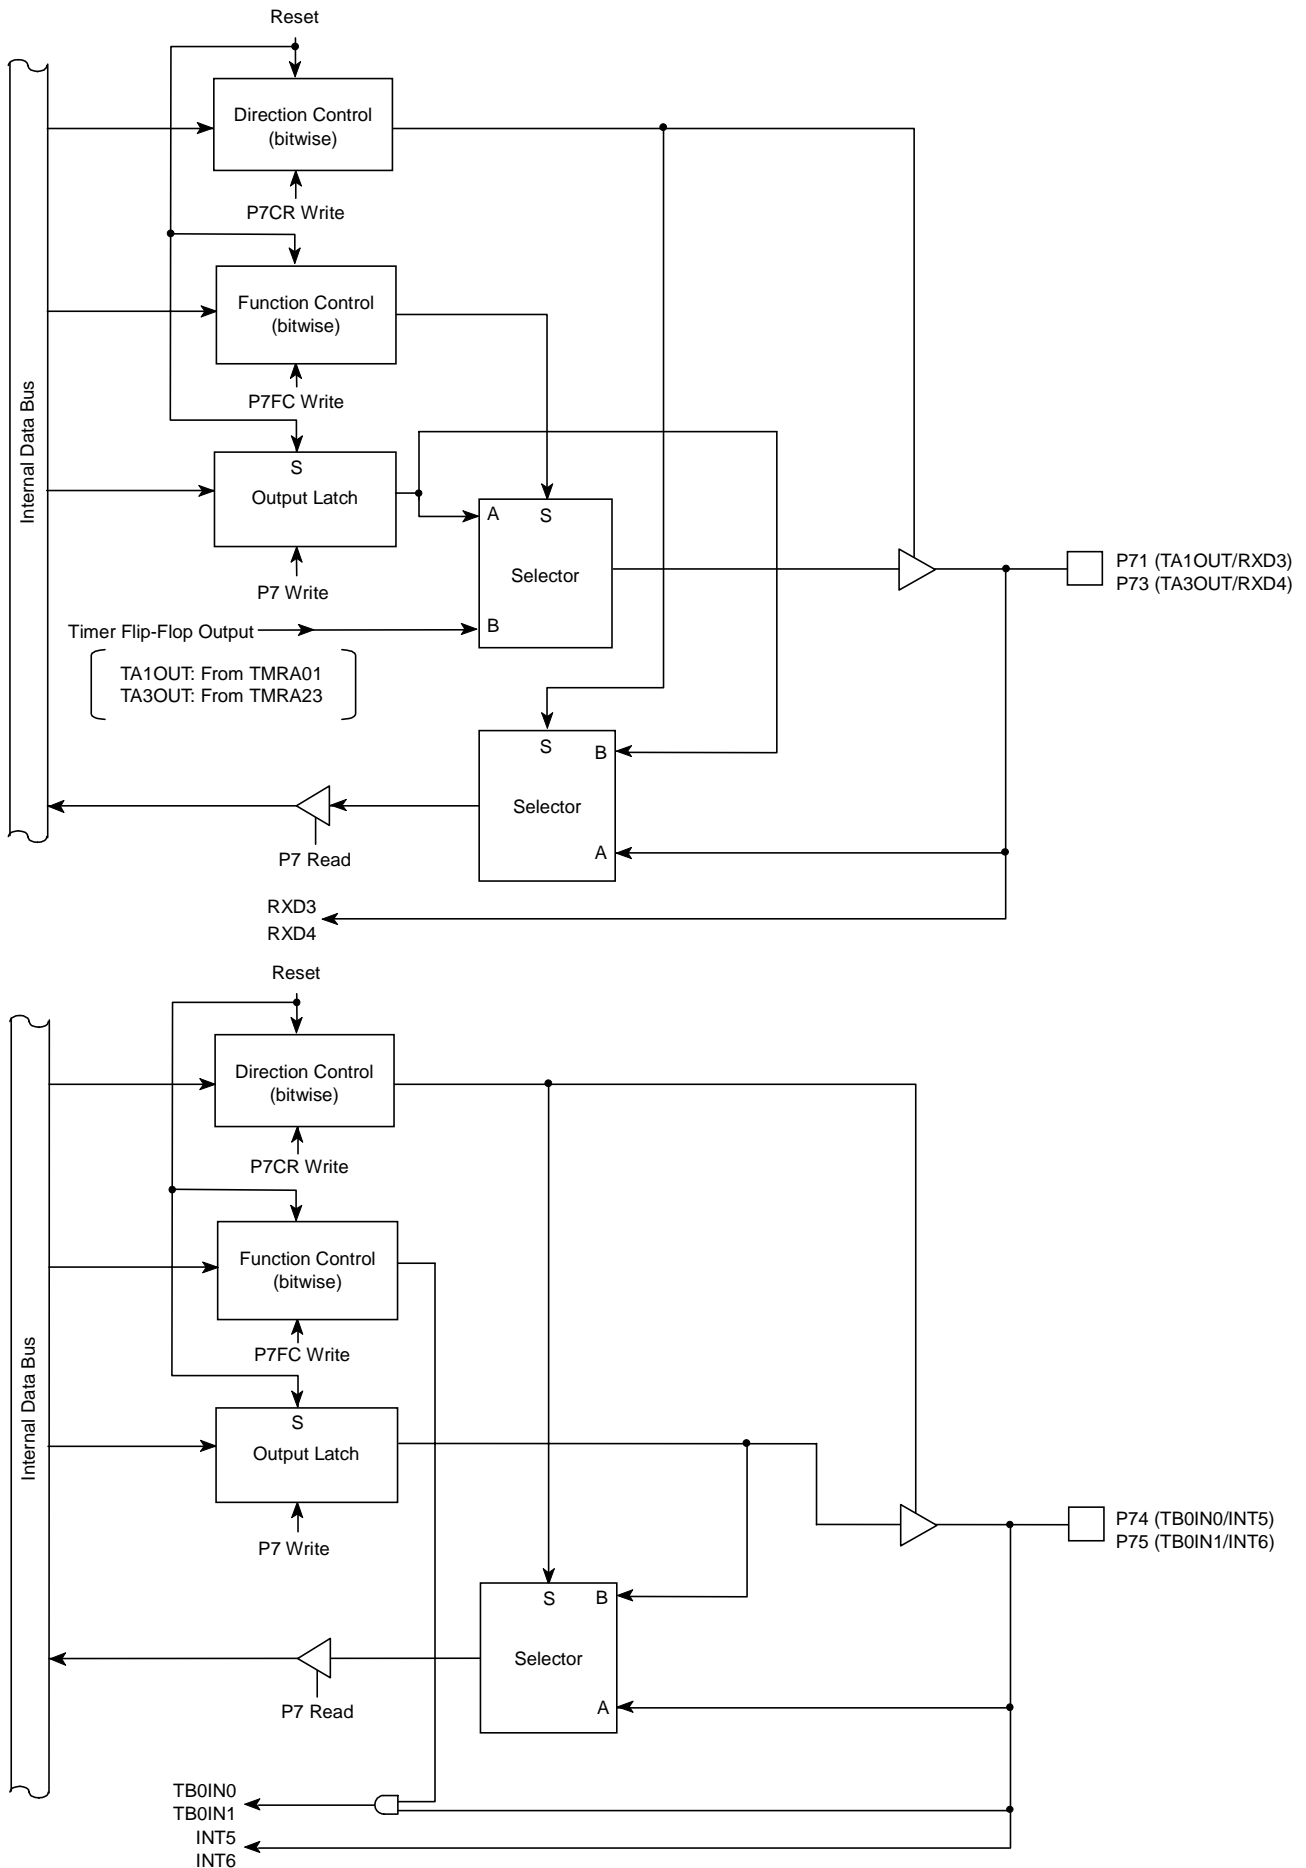 Reset
Direction Control
(bitwise)
P7CR Write
Function Control
(bitwise)
P7FC Write
Internal Data Bus
S
Output Latch
P7 Write
A
S
Selector
B
P71 (TA1OUT/RXD3)
P73 (TA3OUT/RXD4)
Timer Flip-Flop Output
TA1OUT: From TMRA01
TA3OUT: From TMRA23
S
B
Selector
A
P7 Read
RXD3
RXD4
Reset
Direction Control
(bitwise)
P7CR Write
Function Control
(bitwise)
P7FC Write
Internal Data Bus
S
Output Latch
P7 Write
P74 (TB0IN0/INT5)
P75 (TB0IN1/INT6)
S
B
Selector
A
P7 Read
TB0IN0
TB0IN1
INT5
INT6